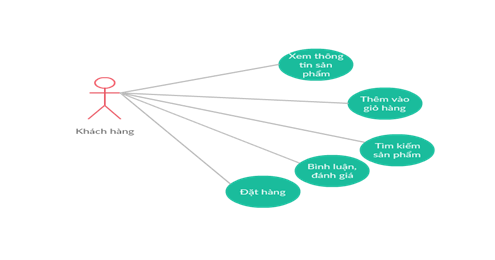 Xem thông
tin sản
phẩm
Thêm vào
giỏ hàng
Khách hàng
Tìm kiếm
sản phẩm
Bình luận,
đánh giá
Đặt hàng